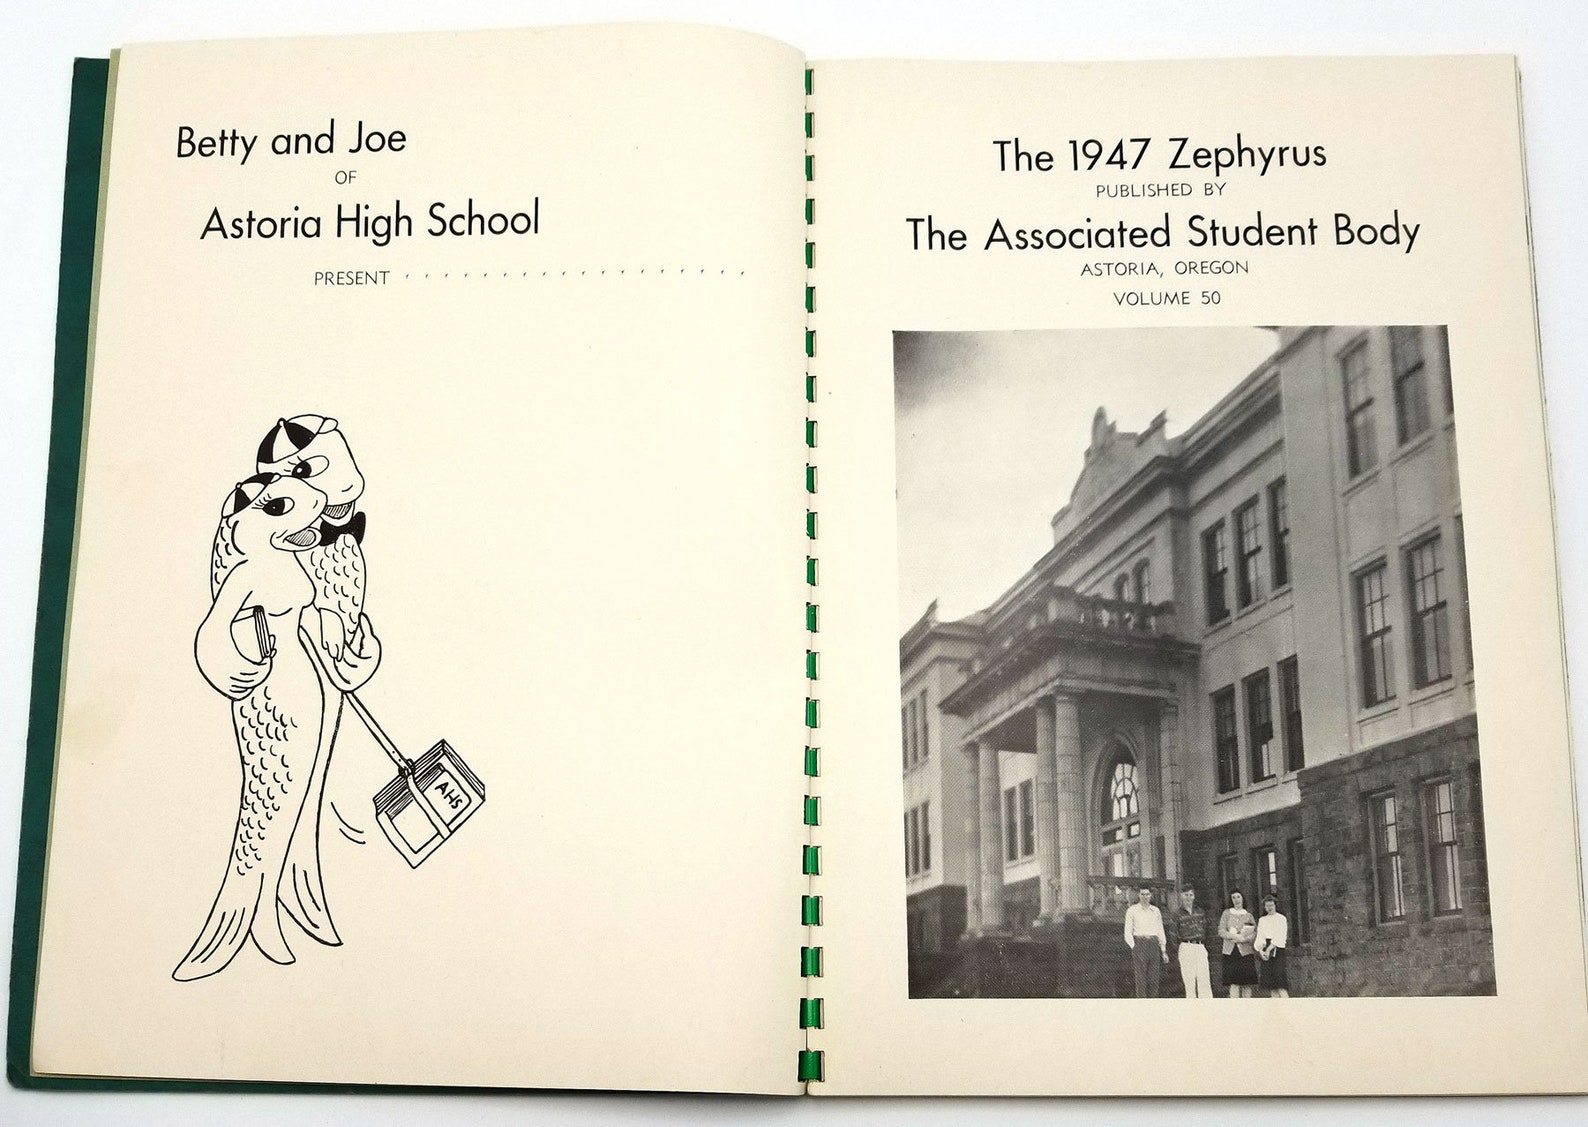 Betty and Joe
OF
Astoria High School
PRESENT . . . . . . . . . . . . . . . . . .
AHS
The 1947 Zephyrus
PUBLISHED BY
The Associated Student Body
ASTORIA, OREGON
VOLUME 50